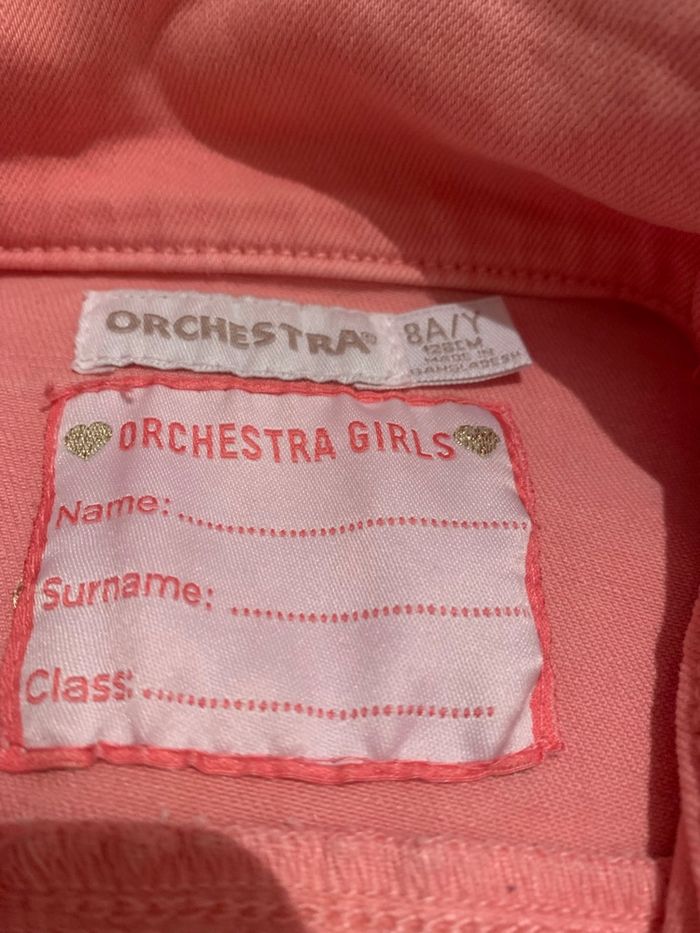 ORCHESTRA® 8A/Y
128CM
MADE IN
BANGLADESH
ORCHESTRA GIRLS
Name:..............................................
Surname: ........................................
Class:..............................................